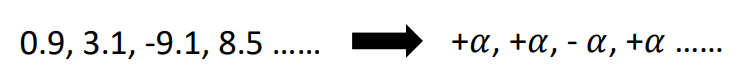 0.9, 3.1, -9.1, 8.5 …… +𝛼, +𝛼, - 𝛼, +𝛼 ……